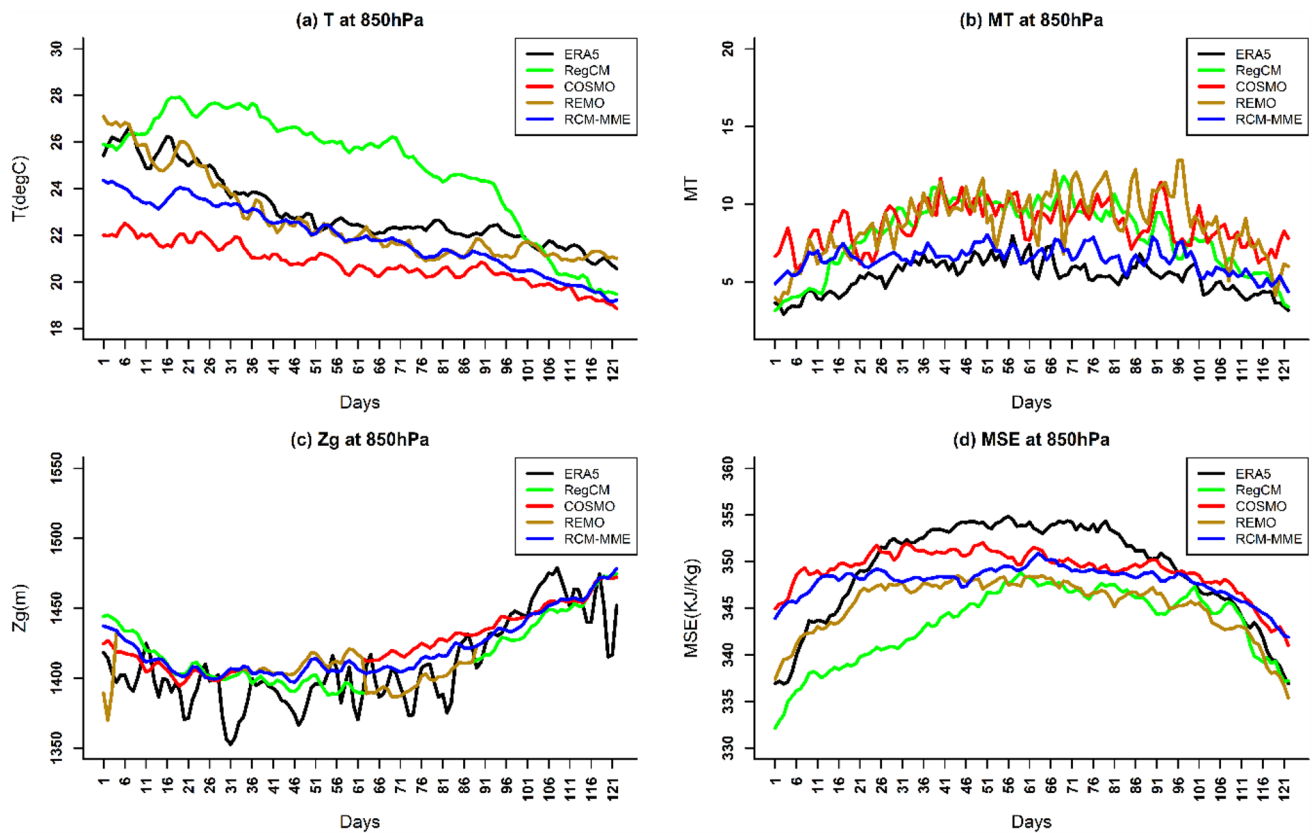 (a) T at 850hPa
30
28
26
24
22
20
18
T(degC)
ERA5
RegCM
COSMO
REMO
RCM-MME
1 6 11 16 21 26 31 36 41 46 51 56 61 66 71 76 81 86 91 96 101 106 111 116 121
Days
(b) MT at 850hPa
20
15
10
5
MT
ERA5
RegCM
COSMO
REMO
RCM-MME
1 6 11 16 21 26 31 36 41 46 51 56 61 66 71 76 81 86 91 96 101 106 111 116 121
Days
(c) Zg at 850hPa
1550
1500
1450
1400
1350
Zg(m)
ERA5
RegCM
COSMO
REMO
RCM-MME
1 6 11 16 21 26 31 36 41 46 51 56 61 66 71 76 81 86 91 96 101 106 111 116 121
Days
(d) MSE at 850hPa
360
355
350
345
340
335
330
MSE(KJ/Kg)
ERA5
RegCM
COSMO
REMO
RCM-MME
1 6 11 16 21 26 31 36 41 46 51 56 61 66 71 76 81 86 91 96 101 106 111 116 121
Days